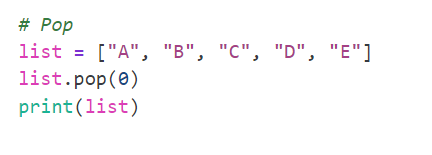 # Pop
list = ["A", "B", "C", "D", "E"]
list.pop(0)
print(list)